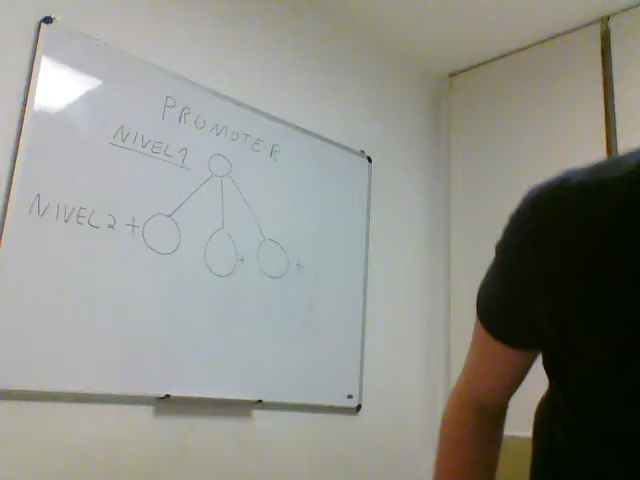 PROMOTER
NIVEL1
NIVEL2 +
+ +